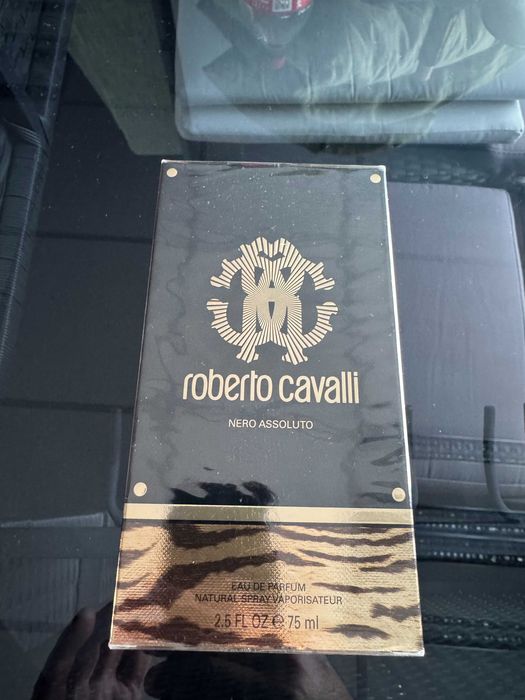 roberto cavalli
NERO ASSOLUTO
EAU DE PARFUM
NATURAL SPRAY VAPORISATEUR
2.5 FL OZ e 75 ml